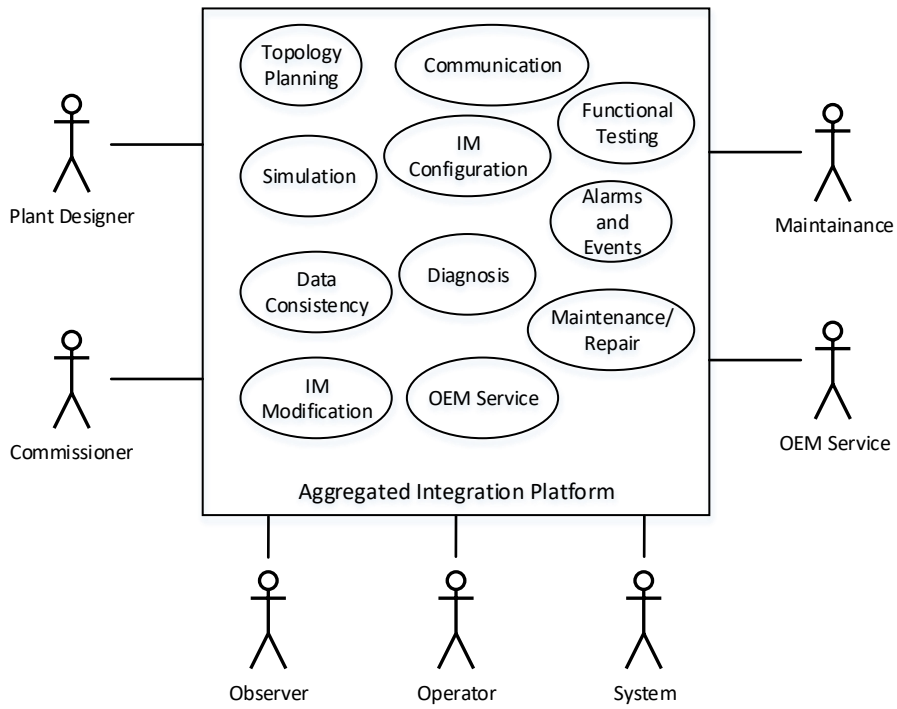 Topology
Planning
Communication
Functional
Testing
IM
Configuration
Simulation
Alarms
and
Events
Data
Consistency
Diagnosis
Maintenance/
Repair
IM
Modification
OEM Service
Aggregated Integration Platform
Plant Designer
Commissioner
Maintainance
OEM Service
Observer
Operator
System